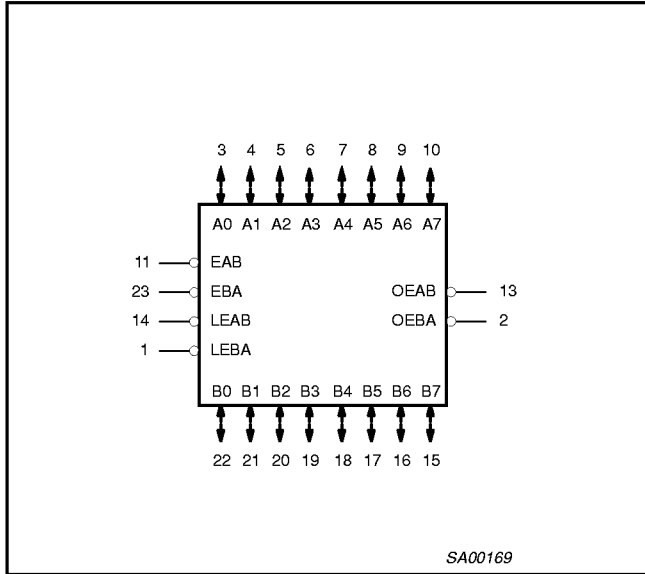 3 4 5 6 7 8 9 10
A0 A1 A2 A3 A4 A5 A6 A7
11 EAB
23 EBA OEAB 13
14 LEAB OEBA 2
1 LEBA
B0 B1 B2 B3 B4 B5 B6 B7
22 21 20 19 18 17 16 15
SA00169